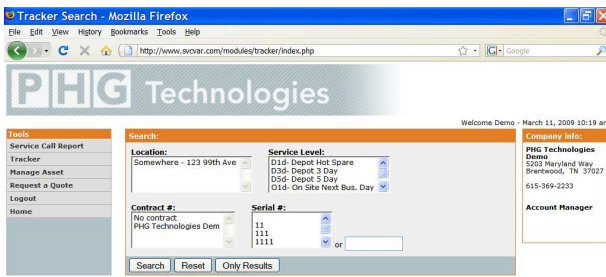 Tracker Search - Mozilla Firefox
File Edit View History Bookmarks Tools Help
http://www.svcvar.com/modules/tracker/index.php
G Google
PHG Technologies
Welcome Demo - March 11, 2009 10:19 am
Tools
Service Call Report
Tracker
Manage Asset
Request a Quote
Logout
Home
Search:
Location:
Somewhere - 123 99th Ave
Service Level:
D1d- Depot Hot Spare
D3d- Depot 3 Day
D5d- Depot 5 Day
O1d- On Site Next Bus. Day
Contract #:
No contract
PHG Technologies Dem
Serial #:
11
111
1111
or
Search Reset Only Results
Company info:
PHG Technologies
Demo
5203 Maryland Way
Brentwood, TN 37027
615-369-2233
Account Manager